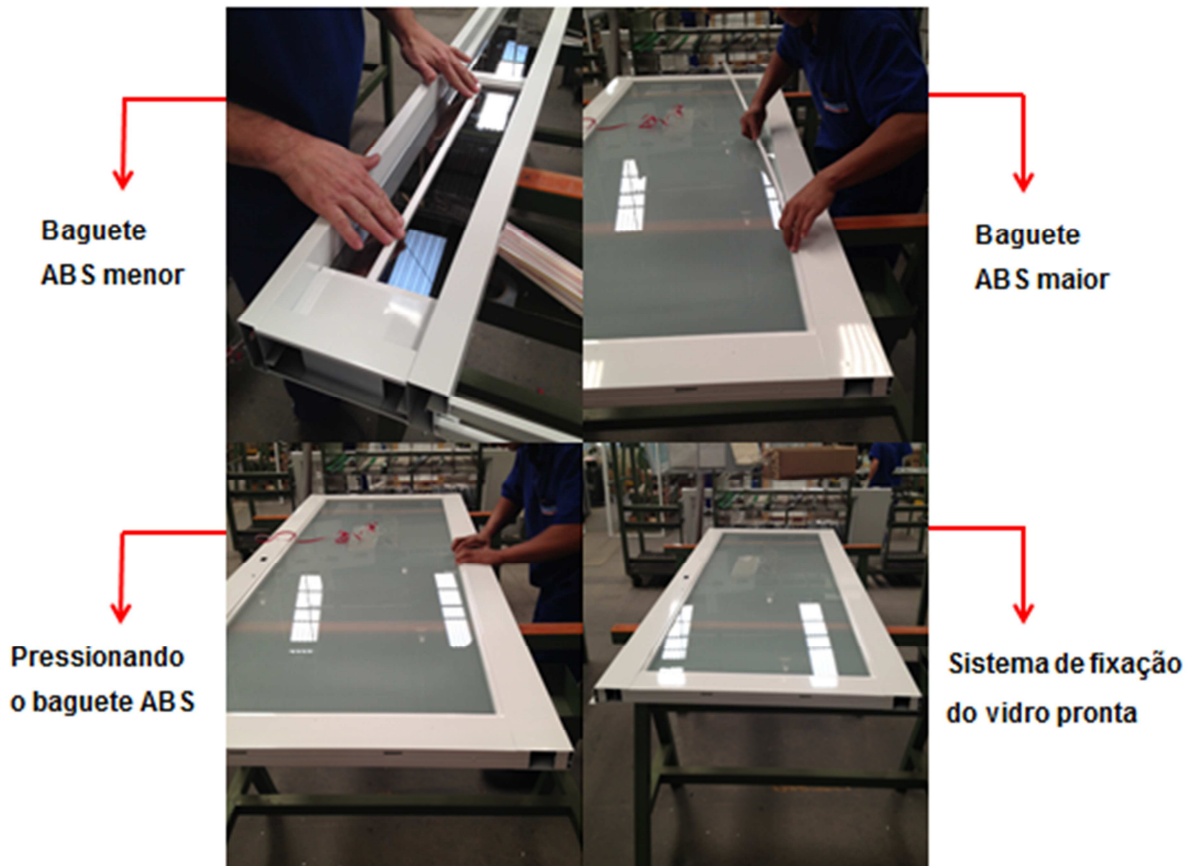 Baguete
ABS menor
Baguete
ABS maior
Pressionando
o baguete ABS
Sistema de fixação
do vidro pronta